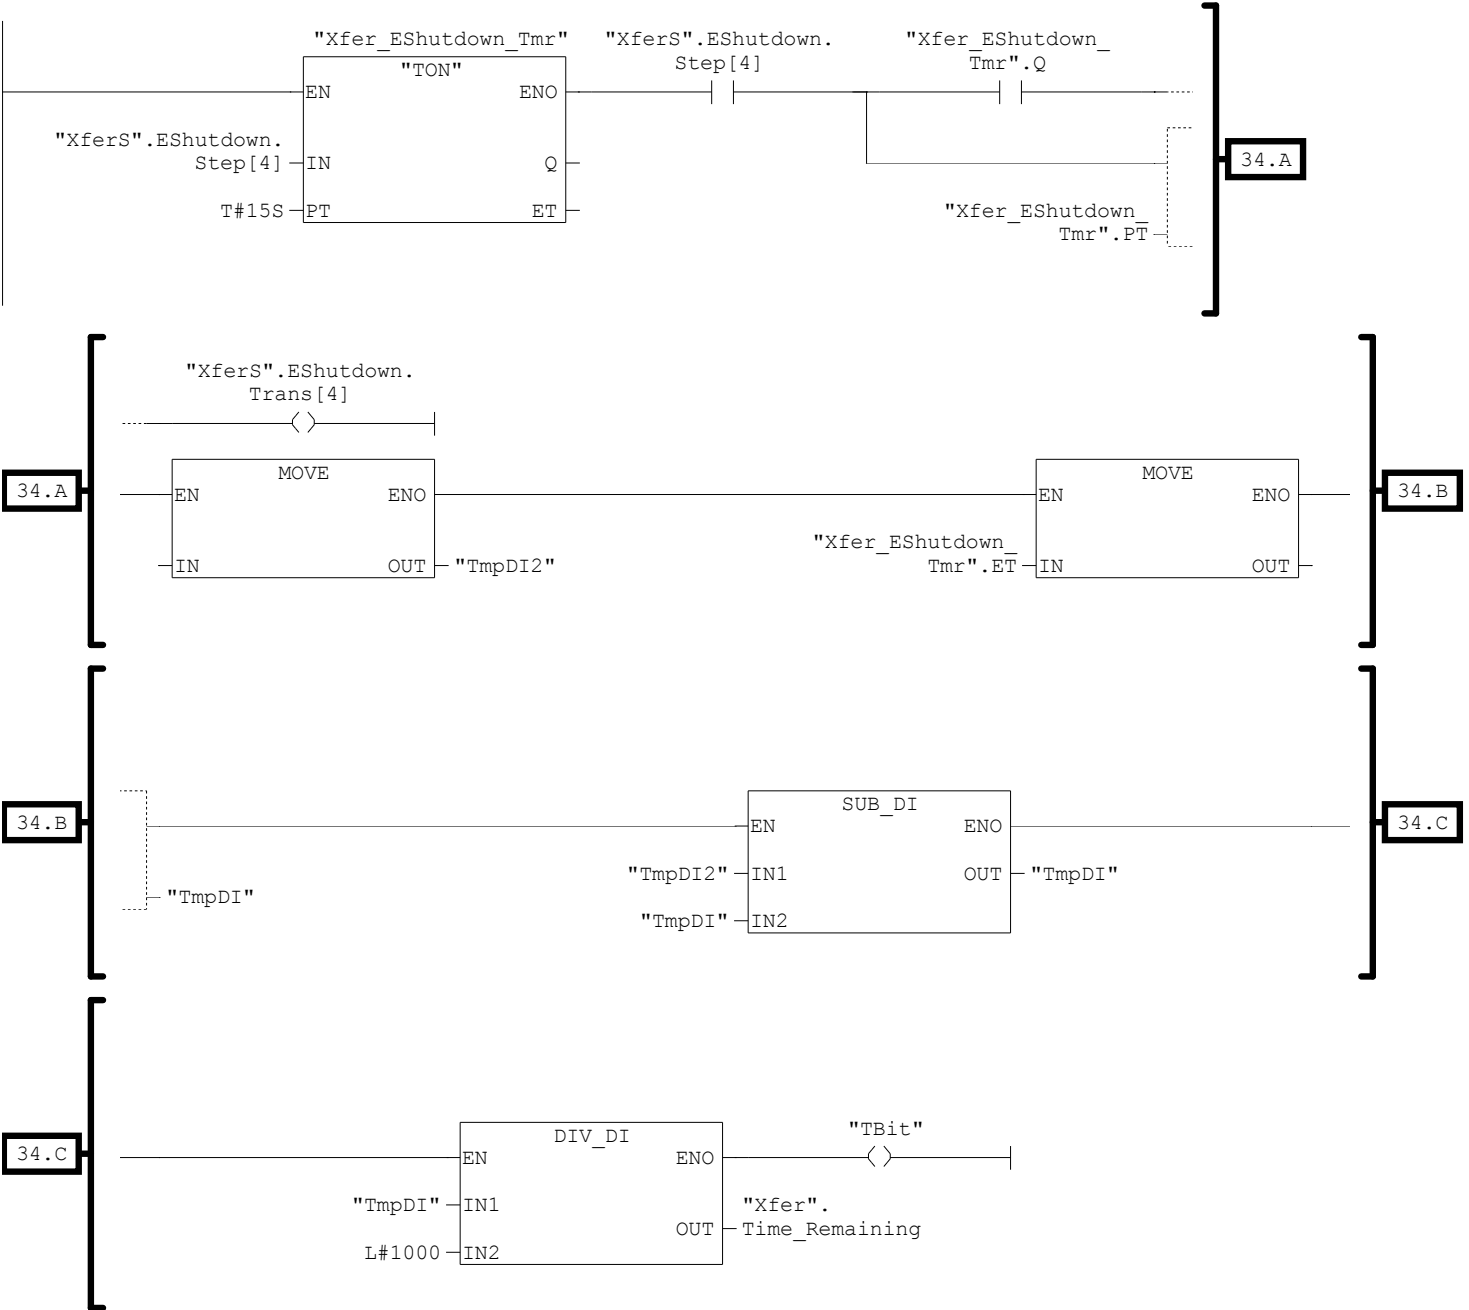 "Xfer_EShutdown_Tmr"
"TON"
EN
ENO
"XferS".EShutdown.
Step[4]
IN
Q
T#15S
PT
ET
"XferS".EShutdown.
Step[4]
"Xfer_EShutdown_
Tmr".Q
"Xfer_EShutdown_
Tmr".PT
34.A
34.A
"XferS".EShutdown.
Trans[4]
MOVE
EN
ENO
IN
OUT
"TmpDI2"
MOVE
EN
ENO
"Xfer_EShutdown_
Tmr".ET
IN
OUT
34.B
34.B
"TmpDI"
SUB_DI
EN
ENO
"TmpDI2"
IN1
OUT
"TmpDI"
"TmpDI"
IN2
34.C
34.C
DIV_DI
EN
ENO
"TBit"
"TmpDI"
IN1
OUT
"Xfer".
Time_Remaining
L#1000
IN2